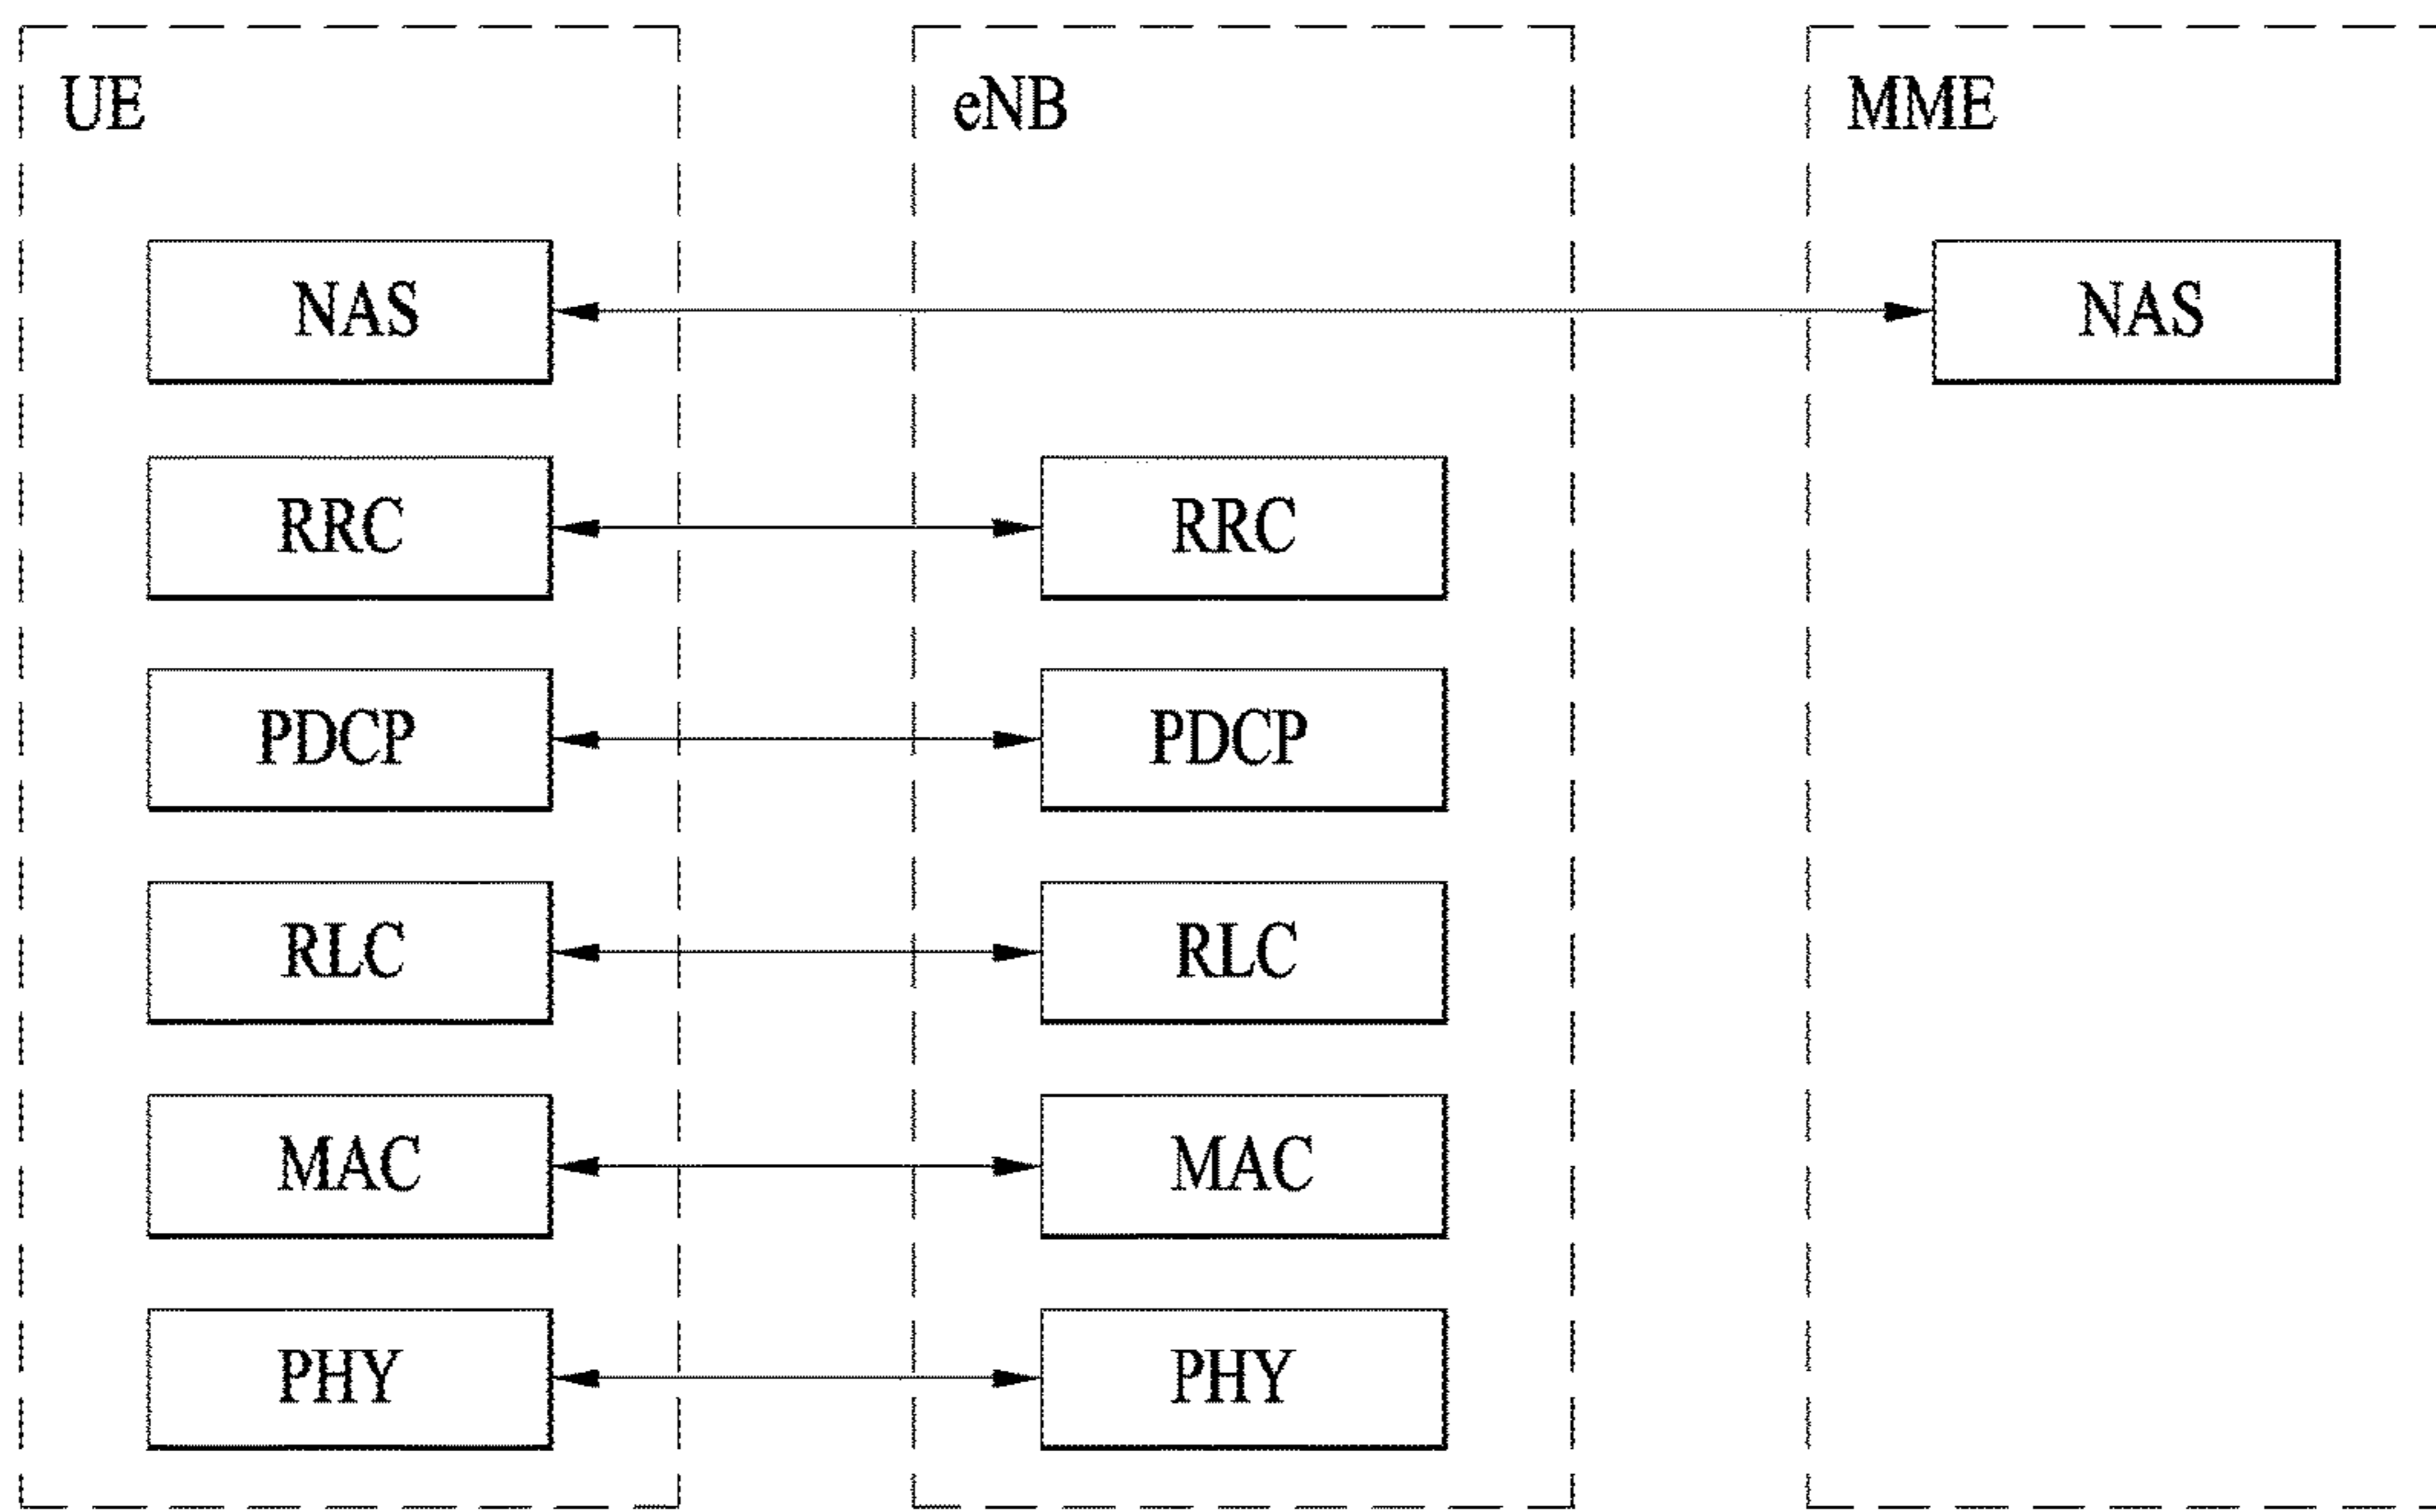 UE
eNB
MME
NAS
NAS
RRC
RRC
PDCP
PDCP
RLC
RLC
MAC
MAC
PHY
PHY